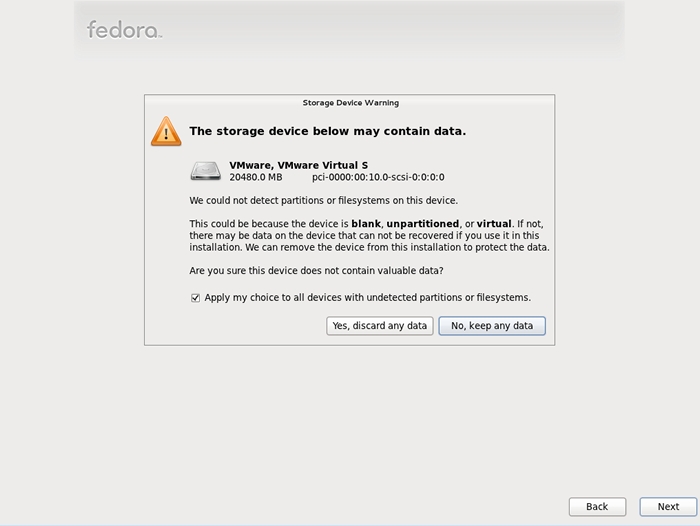 fedora
Storage Device Warning
The storage device below may contain data.
VMware, VMware Virtual S
20480.0 MB pci-0000:00:10.0-scsi-0:0:0:0
We could not detect partitions or filesystems on this device.
This could be because the device is blank, unpartitioned, or virtual. If not,
there may be data on the device that can not be recovered if you use it in this
installation. We can remove the device from this installation to protect the data.
Are you sure this device does not contain valuable data?
Apply my choice to all devices with undetected partitions or filesystems.
Yes, discard any data No, keep any data
Back Next